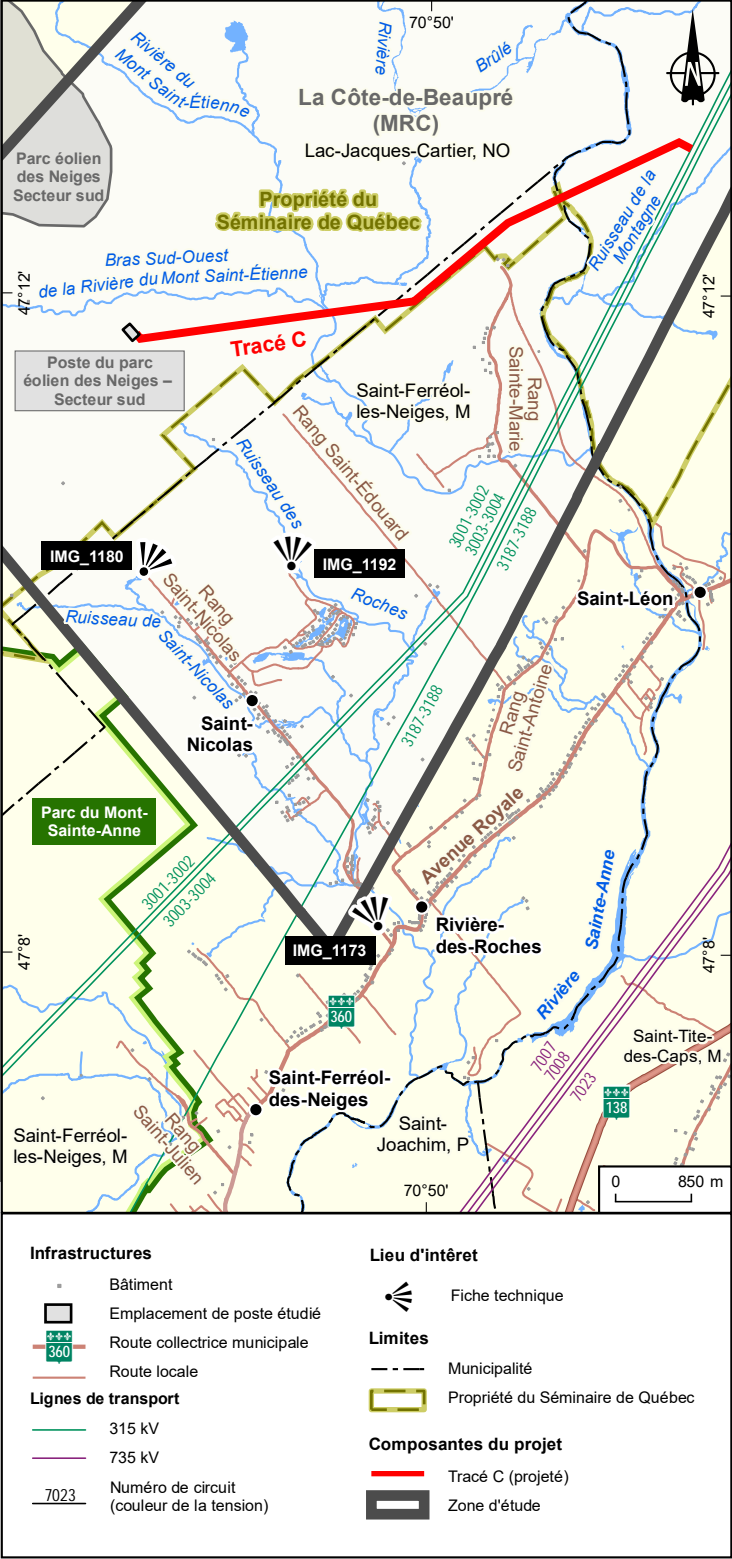 70°50'
Rivière du
Mont Saint-Étienne
Rivière
Brûlé
N
La Côte-de-Beaupré
(MRC)
Lac-Jacques-Cartier, NO
Parc éolien
des Neiges
Secteur sud
Propriété du
Séminaire de Québec
Ruisseau de la
Montagne
Bras Sud-Ouest
de la Rivière du Mont Saint-Étienne
47°12'
47°12'
Tracé C
Poste du parc
éolien des Neiges –
Secteur sud
Saint-Ferréol-
les-Neiges, M
Rang
Sainte-Marie
Rang Saint-Édouard
Ruisseau des
Roches
3001-3002
3003-3004
3187-3188
IMG_1180
IMG_1192
Rang
Saint-Nicolas
Saint-Léon
Ruisseau de
Saint-Nicolas
Saint-
Nicolas
Rang
Saint-Antoine
3187-3188
Parc du Mont-
Sainte-Anne
Avenue Royale
3001-3002
3003-3004
Rivière-
des-Roches
Rivière
Sainte-Anne
47°8'
47°8'
IMG_1173
360
7007
7008
7023
Saint-Tite-
des-Caps, M
138
Saint-Ferréol-
des-Neiges
Rang
Saint-Julien
Saint-Ferréol-
les-Neiges, M
Saint-
Joachim, P
70°50'
0 850 m
Infrastructures
Bâtiment
Emplacement de poste étudié
360 Route collectrice municipale
Route locale
Lignes de transport
315 kV
735 kV
7023 Numéro de circuit
(couleur de la tension)
Lieu d'intêret
Fiche technique
Limites
Municipalité
Propriété du Séminaire de Québec
Composantes du projet
Tracé C (projeté)
Zone d'étude